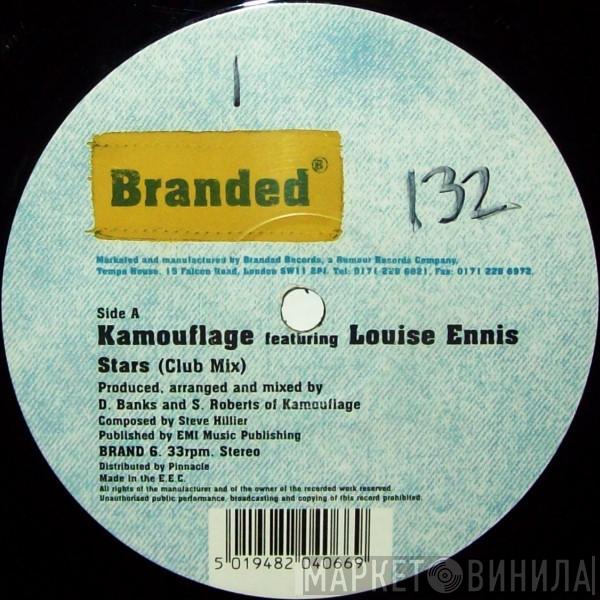 1
Branded®
132
Marketed and manufactured by Branded Records, a Rumour Records Company,
Tempo House, 15 Falcon Road, London SW11 2PJ. Tel: 0171 228 6821, Fax: 0171 228 6972.
Side A
Kamouflage featuring Louise Ennis
Stars (Club Mix)
Produced, arranged and mixed by
D. Banks and S. Roberts of Kamouflage
Composed by Steve Hillier
Published by EMI Music Publishing
BRAND 6. 33rpm. Stereo
Distributed by Pinnacle
Made in the E.E.C.
All rights of the manufacturer and of the owner of the recorded work reserved.
Unauthorised public performance, broadcasting and copying of this record prohibited.
5 019482 040669
МАРКЕТ ВИНИЛА